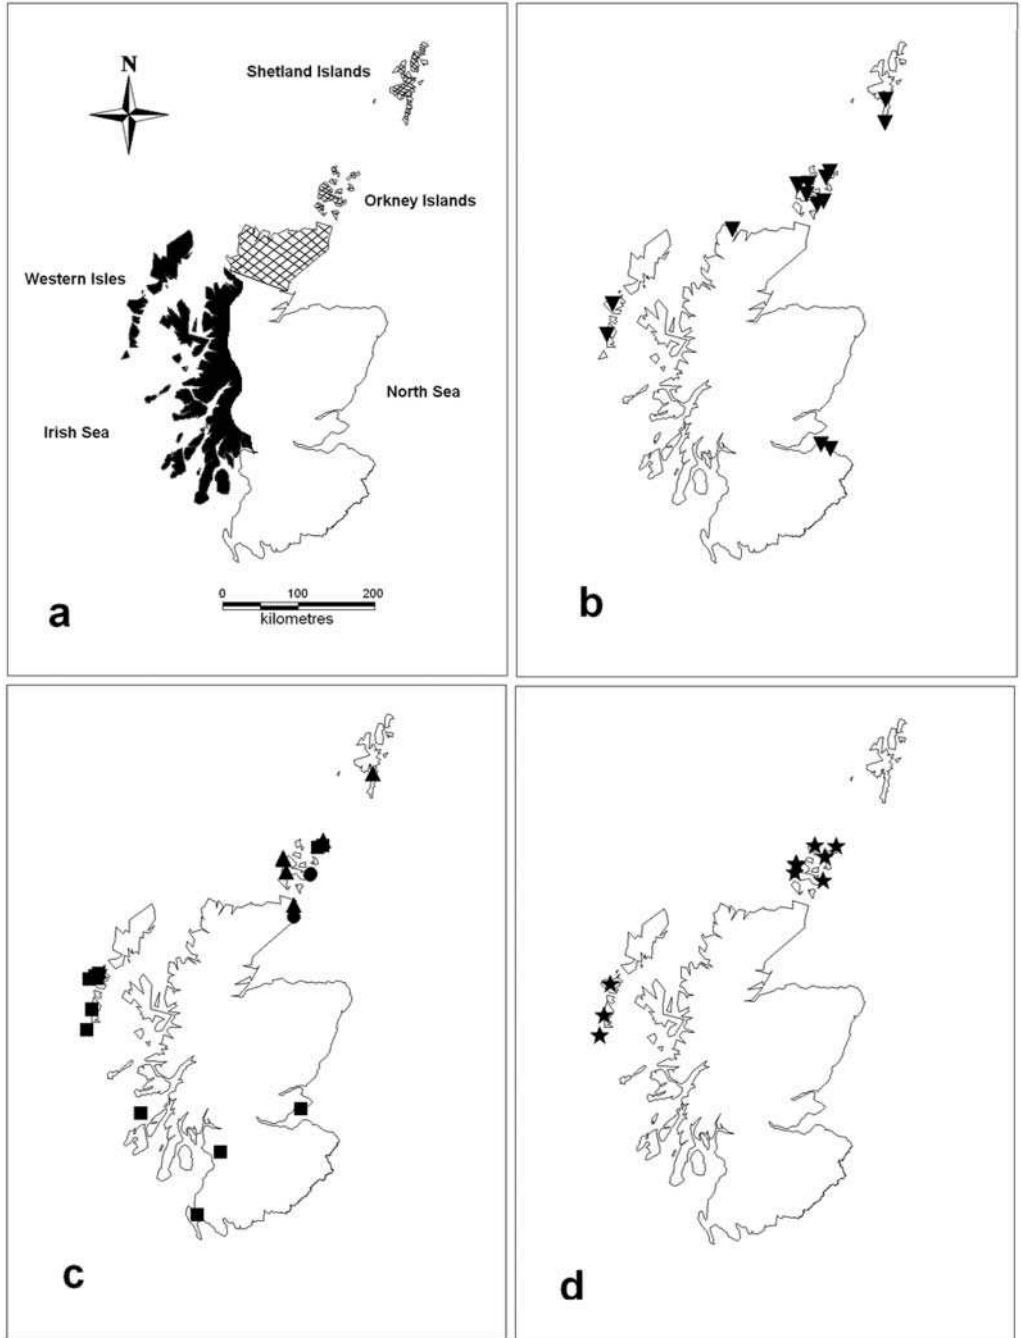 N
Shetland Islands
Orkney Islands
Western Isles
North Sea
Irish Sea
0 100 200
kilometres
a
b
c
d